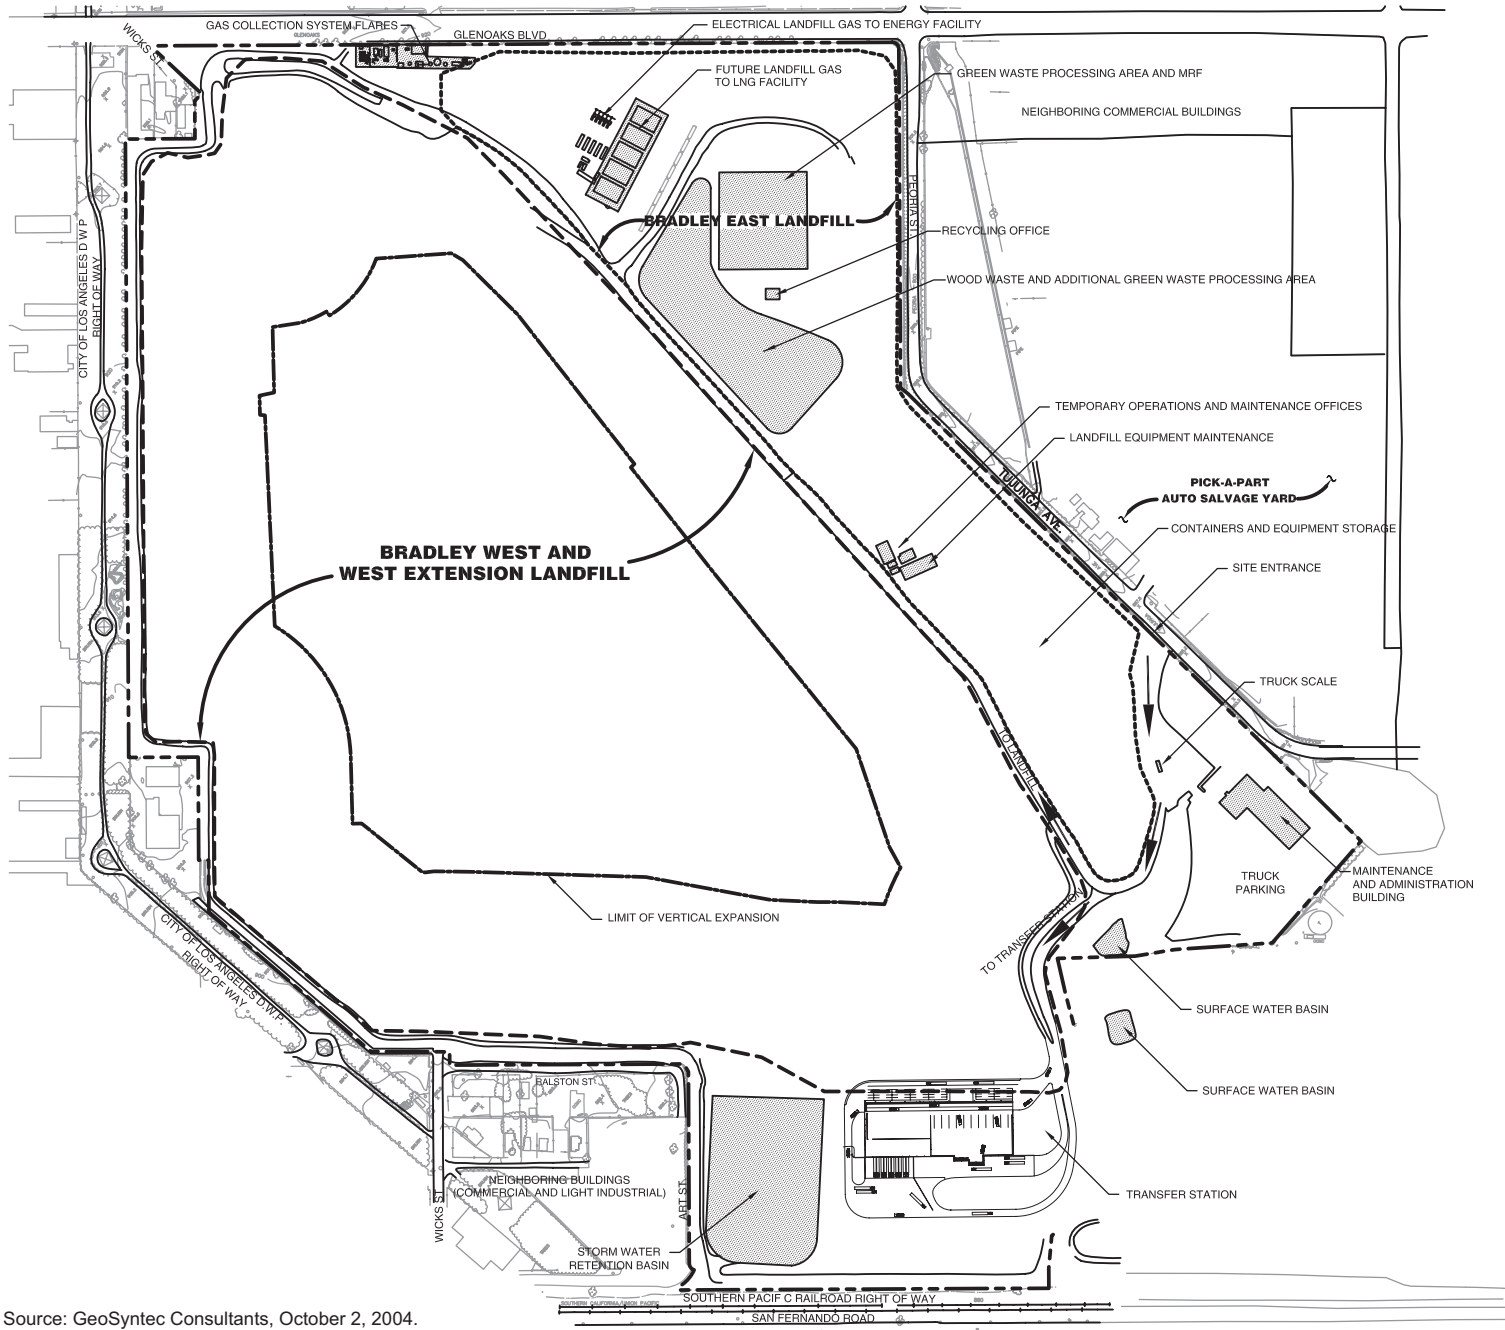 GAS COLLECTION SYSTEM FLARES
ELECTRICAL LANDFILL GAS TO ENERGY FACILITY
WICKS ST
GLENOAKS
GLENOAKS BLVD
FUTURE LANDFILL GAS
TO LNG FACILITY
GREEN WASTE PROCESSING AREA AND MRF
NEIGHBORING COMMERCIAL BUILDINGS
PEORIA ST
BRADLEY EAST LANDFILL
RECYCLING OFFICE
WOOD WASTE AND ADDITIONAL GREEN WASTE PROCESSING AREA
CITY OF LOS ANGELES D W P
RIGHT OF WAY
TEMPORARY OPERATIONS AND MAINTENANCE OFFICES
LANDFILL EQUIPMENT MAINTENANCE
TUJUNGA AVE.
PICK-A-PART
AUTO SALVAGE YARD
CONTAINERS AND EQUIPMENT STORAGE
BRADLEY WEST AND
WEST EXTENSION LANDFILL
SITE ENTRANCE
TRUCK SCALE
TO LANDFILL
TRUCK
PARKING
MAINTENANCE
AND ADMINISTRATION
BUILDING
LIMIT OF VERTICAL EXPANSION
TO TRANSFER STATION
CITY OF LOS ANGELES D.W.P.
RIGHT OF WAY
SURFACE WATER BASIN
SURFACE WATER BASIN
RALSTON ST
NEIGHBORING BUILDINGS
(COMMERCIAL AND LIGHT INDUSTRIAL)
WICKS ST
ART ST
TRANSFER STATION
STORM WATER
RETENTION BASIN
SOUTHERN PACIF C RAILROAD RIGHT OF WAY
SOUTHERN CALIFORNIA/UNION PACIFIC
SAN FERNANDO ROAD
Source: GeoSyntec Consultants, October 2, 2004.